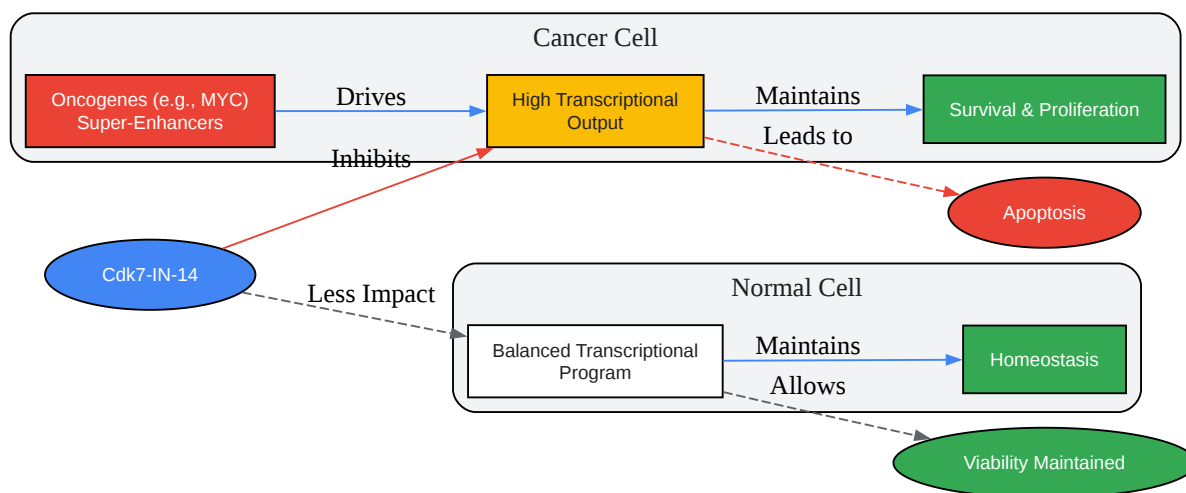 Cancer Cell
Oncogenes (e.g., MYC)
Super-Enhancers
Drives
High Transcriptional
Output
Maintains
Survival & Proliferation
Leads to
Inhibits
Apoptosis
Cdk7-IN-14
Less Impact
Normal Cell
Balanced Transcriptional
Program
Maintains
Homeostasis
Allows
Viability Maintained